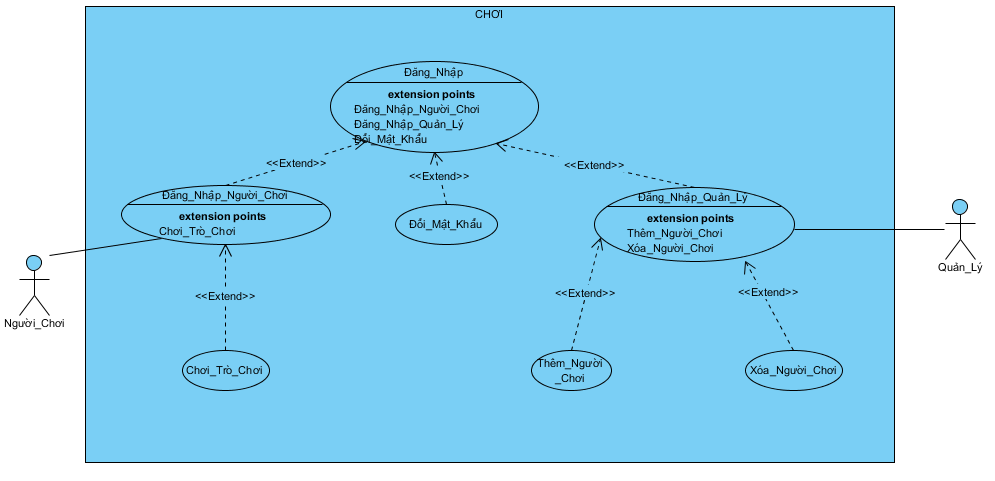 CHƠI
Đăng_Nhập
extension points
Đăng_Nhập_Người_Chơi
Đăng_Nhập_Quản_Lý
Đổi_Mật_Khẩu
<<Extend>>
<<Extend>>
<<Extend>>
Đăng_Nhập_Người_Chơi
extension points
Chơi_Trò_Chơi
Đổi_Mật_Khẩu
Đăng_Nhập_Quản_Lý
extension points
Thêm_Người_Chơi
Xóa_Người_Chơi
Người_Chơi
Quản_Lý
<<Extend>>
<<Extend>>
<<Extend>>
Chơi_Trò_Chơi
Thêm_Người
_Chơi
Xóa_Người_Chơi